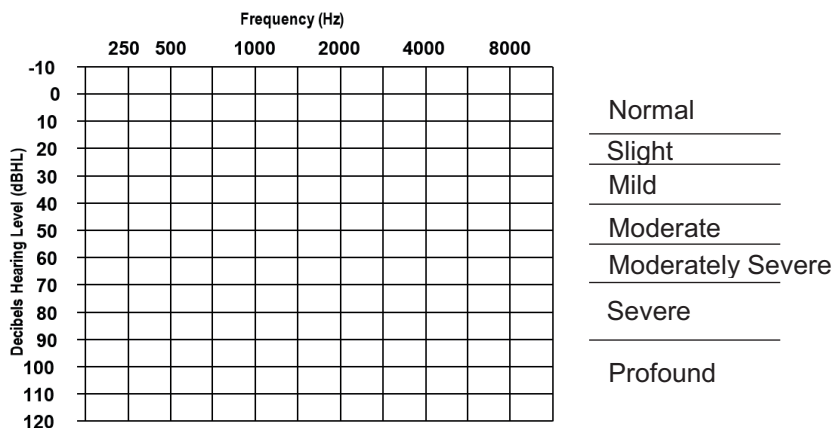 Frequency (Hz)
250 500 1000 2000 4000 8000
Decibels Hearing Level (dBHL)
-10
0
10
20
30
40
50
60
70
80
90
100
110
120
Normal
Slight
Mild
Moderate
Moderately Severe
Severe
Profound